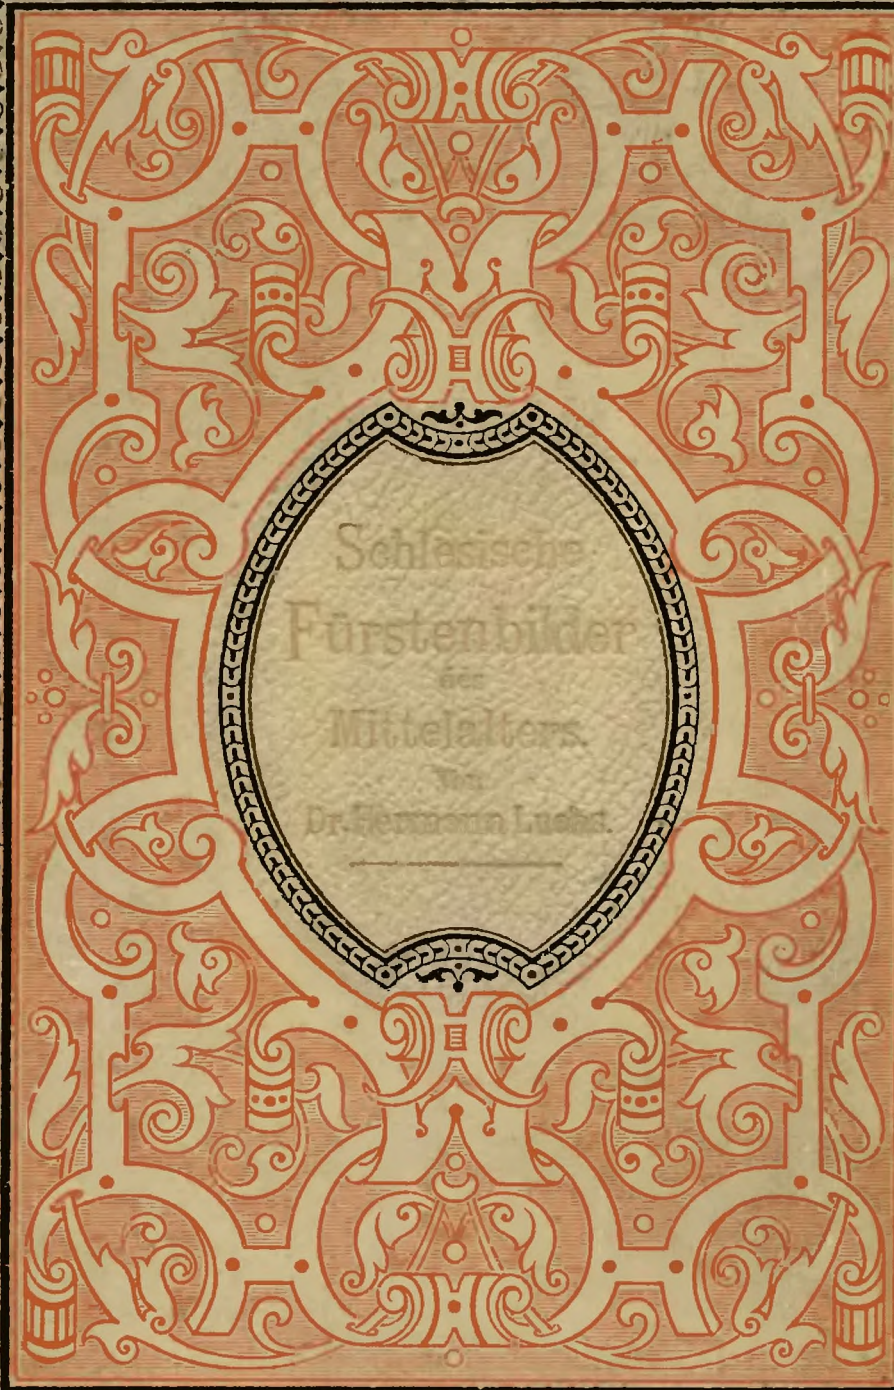 Schlesische
Fürstenbilder
des
Mittelalters.
Von
Dr. Hermann Luchs.